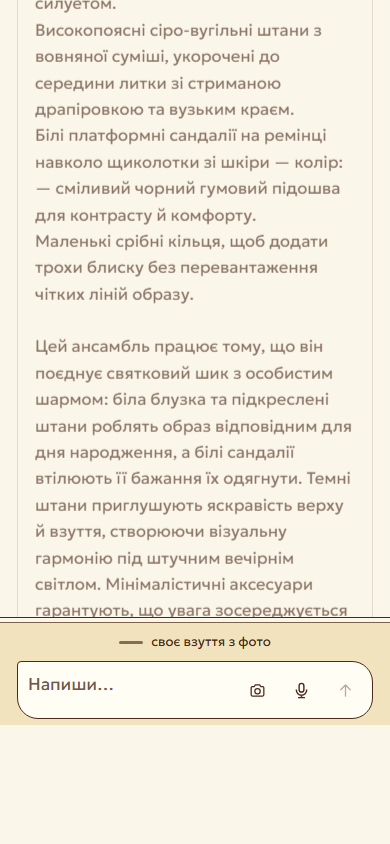 силуетом.
Високопоясні сіро-вугільні штани з
вовняної суміші, укорочені до
середини литки зі стриманою
драпіровкою та вузьким краєм.
Білі платформні сандалії на ремінці
навколо щиколотки зі шкіри — колір:
— сміливий чорний гумовий підошва
для контрасту й комфорту.
Маленькі срібні кільця, щоб додати
трохи блиску без перевантаження
чітких ліній образу.
Цей ансамбль працює тому, що він
поєднує святковий шик з особистим
шармом: біла блузка та підкреслені
штани роблять образ відповідним для
дня народження, а білі сандалії
втілюють її бажання їх одягнути. Темні
штани приглушують яскравість верху
й взуття, створюючи візуальну
гармонію під штучним вечірнім
світлом. Мінімалістичні аксесуари
гарантують, що увага зосереджується
своє взуття з фото
Напиши...